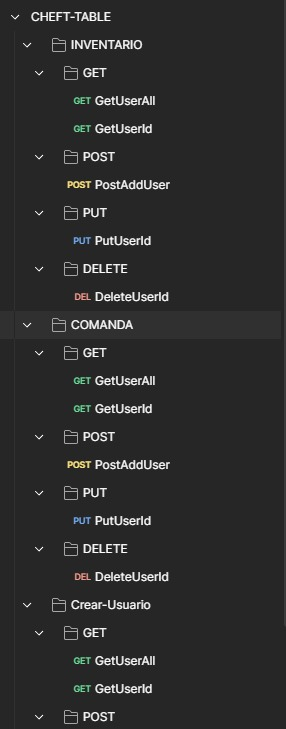 CHEFT-TABLE
INVENTARIO
GET
GET GetUserAll
GET GetUserId
POST
POST PostAddUser
PUT
PUT PutUserId
DELETE
DEL DeleteUserId
COMANDA
GET
GET GetUserAll
GET GetUserId
POST
POST PostAddUser
PUT
PUT PutUserId
DELETE
DEL DeleteUserId
Crear-Usuario
GET
GET GetUserAll
GET GetUserId
POST